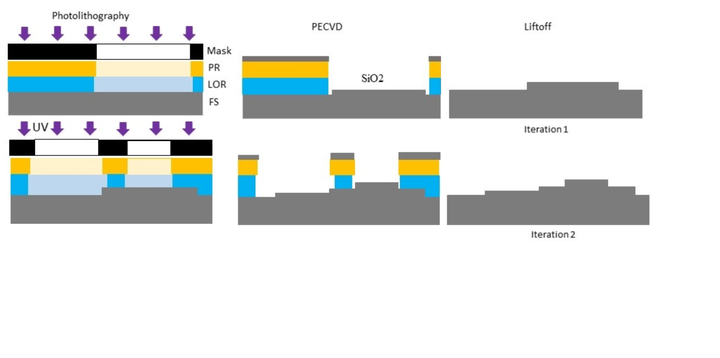 Photolithography
PECVD
Liftoff
Mask
PR
LOR
FS
SiO2
UV
Iteration 1
Iteration 2